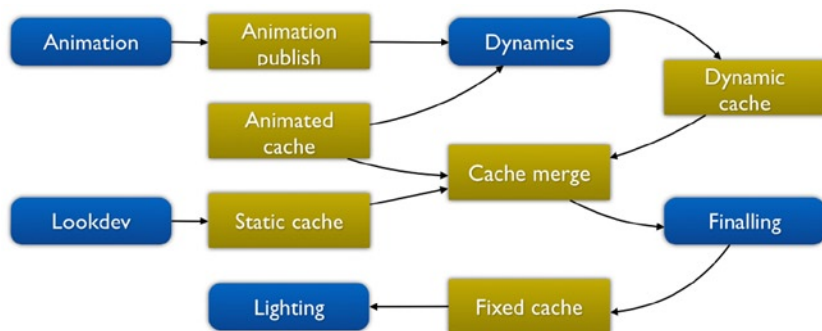 Animation
Animation
publish
Dynamics
Dynamic
cache
Animated
cache
Cache merge
Lookdev
Static cache
Finalling
Lighting
Fixed cache